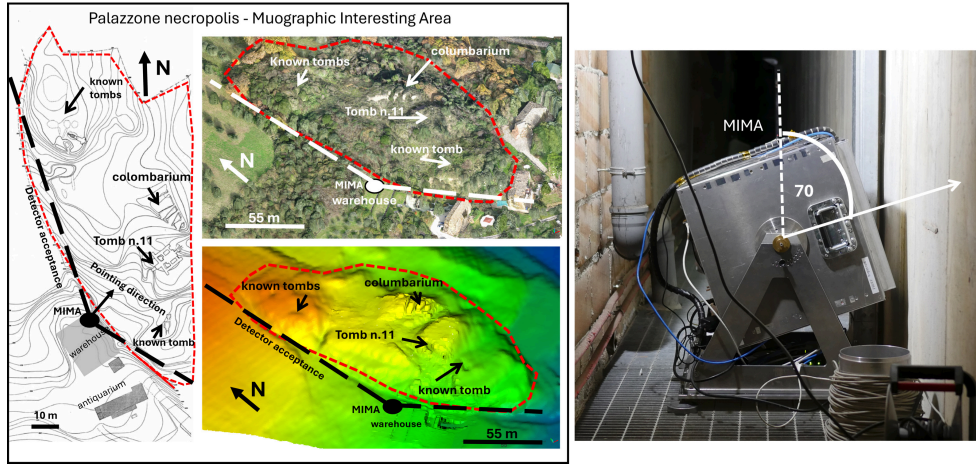 Palazzone necropolis - Muographic Interesting Area
N
known
tombs
colombarium
Tomb n.11
Detector acceptance
Pointing direction
MIMA
warehouse
known tomb
antiquarium
10 m
columbarium
Known tombs
Tomb n.11
known tomb
N
MIMA
warehouse
55 m
known tombs
columbarium
Tomb n.11
Detector acceptance
N
known tomb
MIMA
warehouse
55 m
MIMA
70